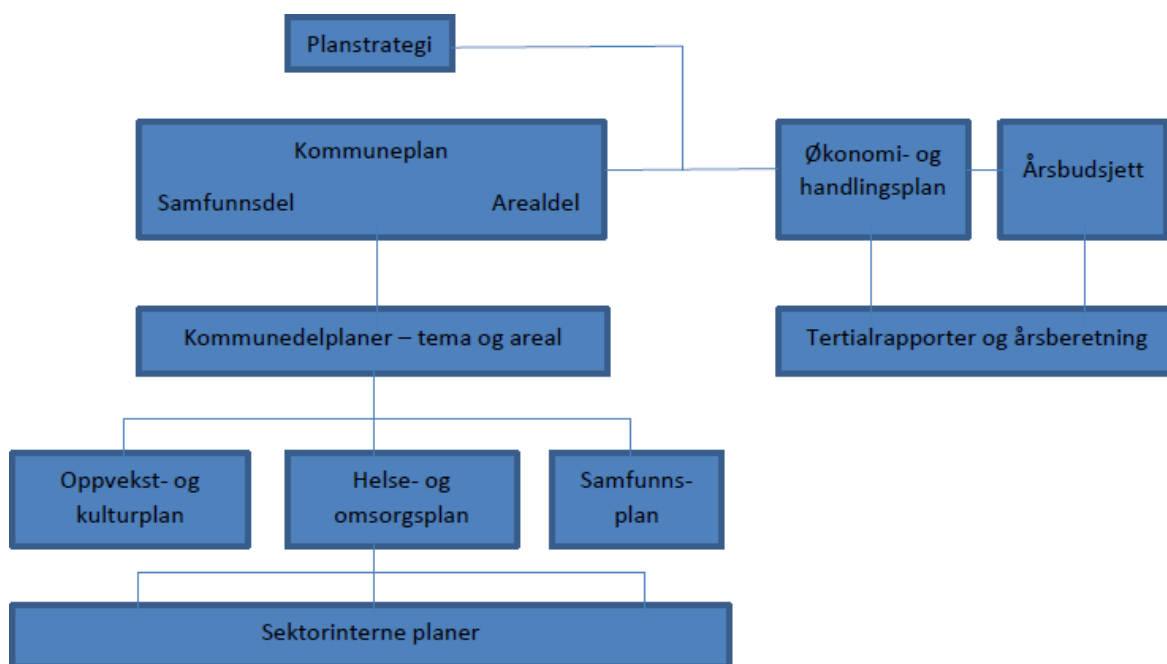 Planstrategi
Kommuneplan
Samfunnsdel Arealdel
Økonomi- og
handlingsplan
Årsbudsjett
Kommunedelplaner – tema og areal
Tertialrapporter og årsberetning
Oppvekst- og
kulturplan
Helse- og
omsorgsplan
Samfunns-
plan
Sektorinterne planer